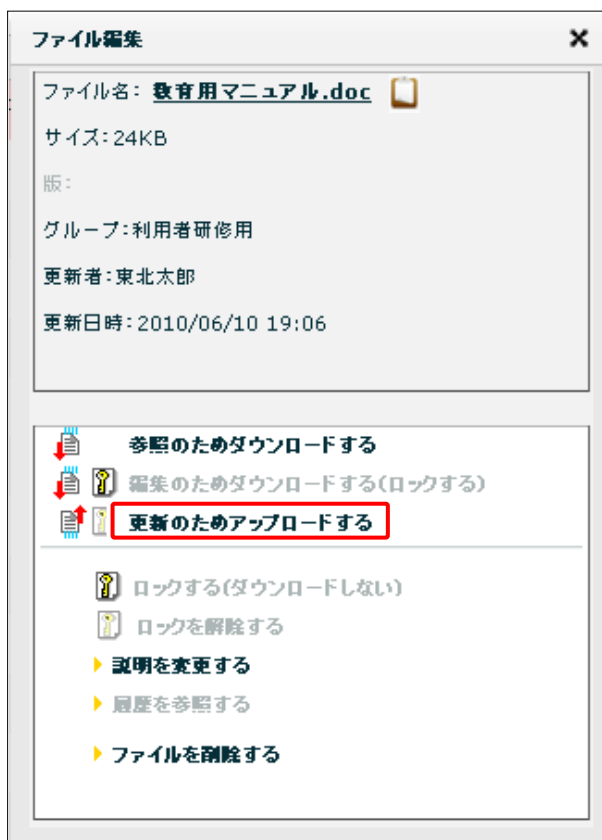 ファイル編集
ファイル名: 教育用マニュアル.doc
サイズ:24KB
版:
グループ:利用者研修用
更新者:東北太郎
更新日時:2010/06/10 19:06
参照のためダウンロードする
編集のためダウンロードする(ロックする)
更新のためアップロードする
ロックする(ダウンロードしない)
ロックを解除する
説明を変更する
履歴を参照する
ファイルを削除する